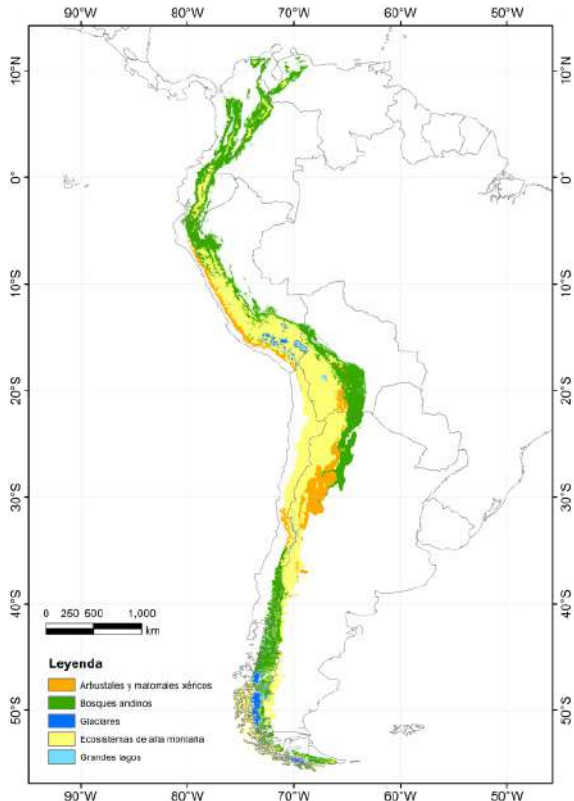 90°W 80°W 70°W 60°W 50°W
10°N 10°N
0° 0°
10°S 10°S
20°S 20°S
30°S 30°S
40°S 40°S
50°S 50°S
0 250 500 1,000
km
Leyenda
Arbustales y matorrales xéricos
Bosques andinos
Glaciares
Ecosistemas de alta montaña
Grandes lagos
90°W 80°W 70°W 60°W 50°W